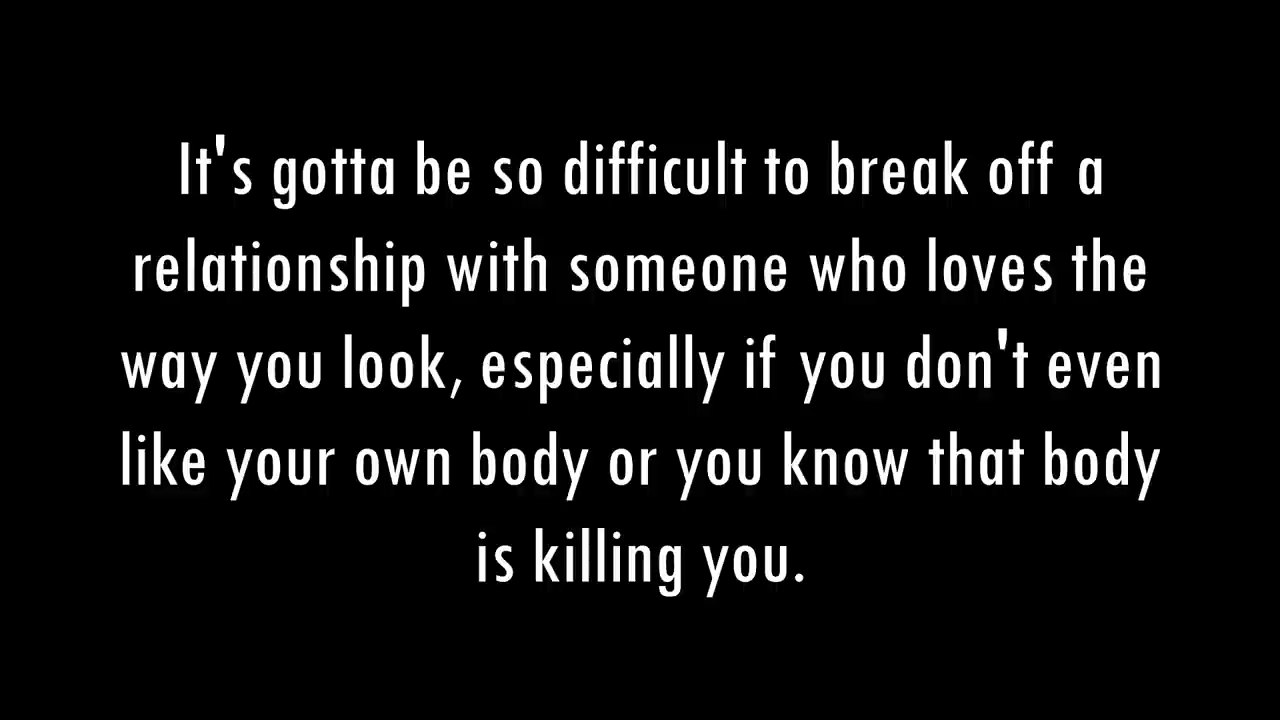 It's gotta be so difficult to break off a
relationship with someone who loves the
way you look, especially if you don't even
like your own body or you know that body
is killing you.